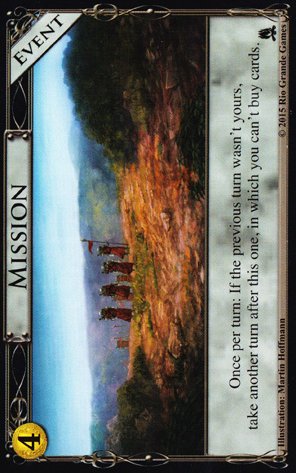 EVENT
MISSION
4
Once per turn: If the previous turn wasn't yours,
take another turn after this one, in which you can't buy cards.
Illustration: Martin Hoffmann
© 2015 Rio Grande Games